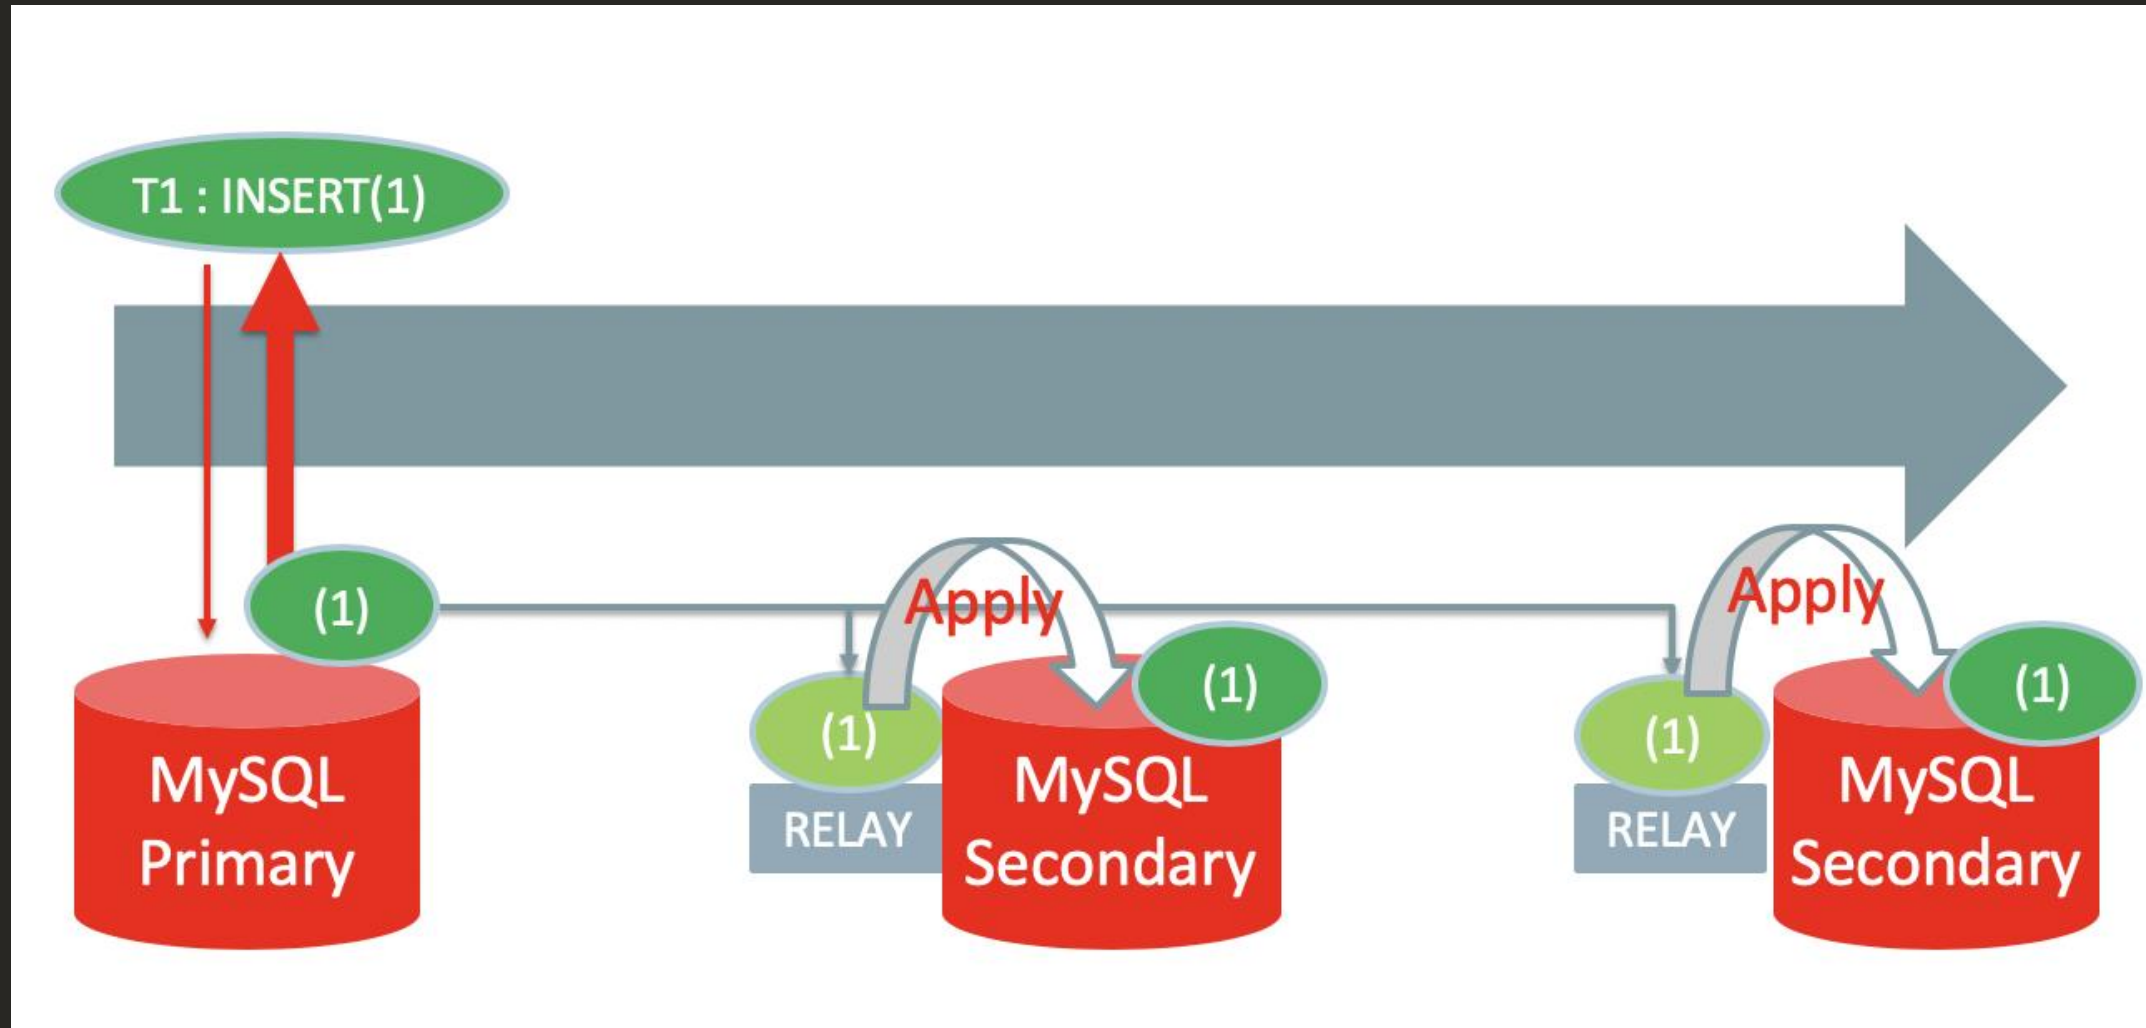 T1 : INSERT(1)
(1)
Apply
Apply
(1)
(1)
(1)
(1)
MySQL
Primary
RELAY
MySQL
Secondary
RELAY
MySQL
Secondary